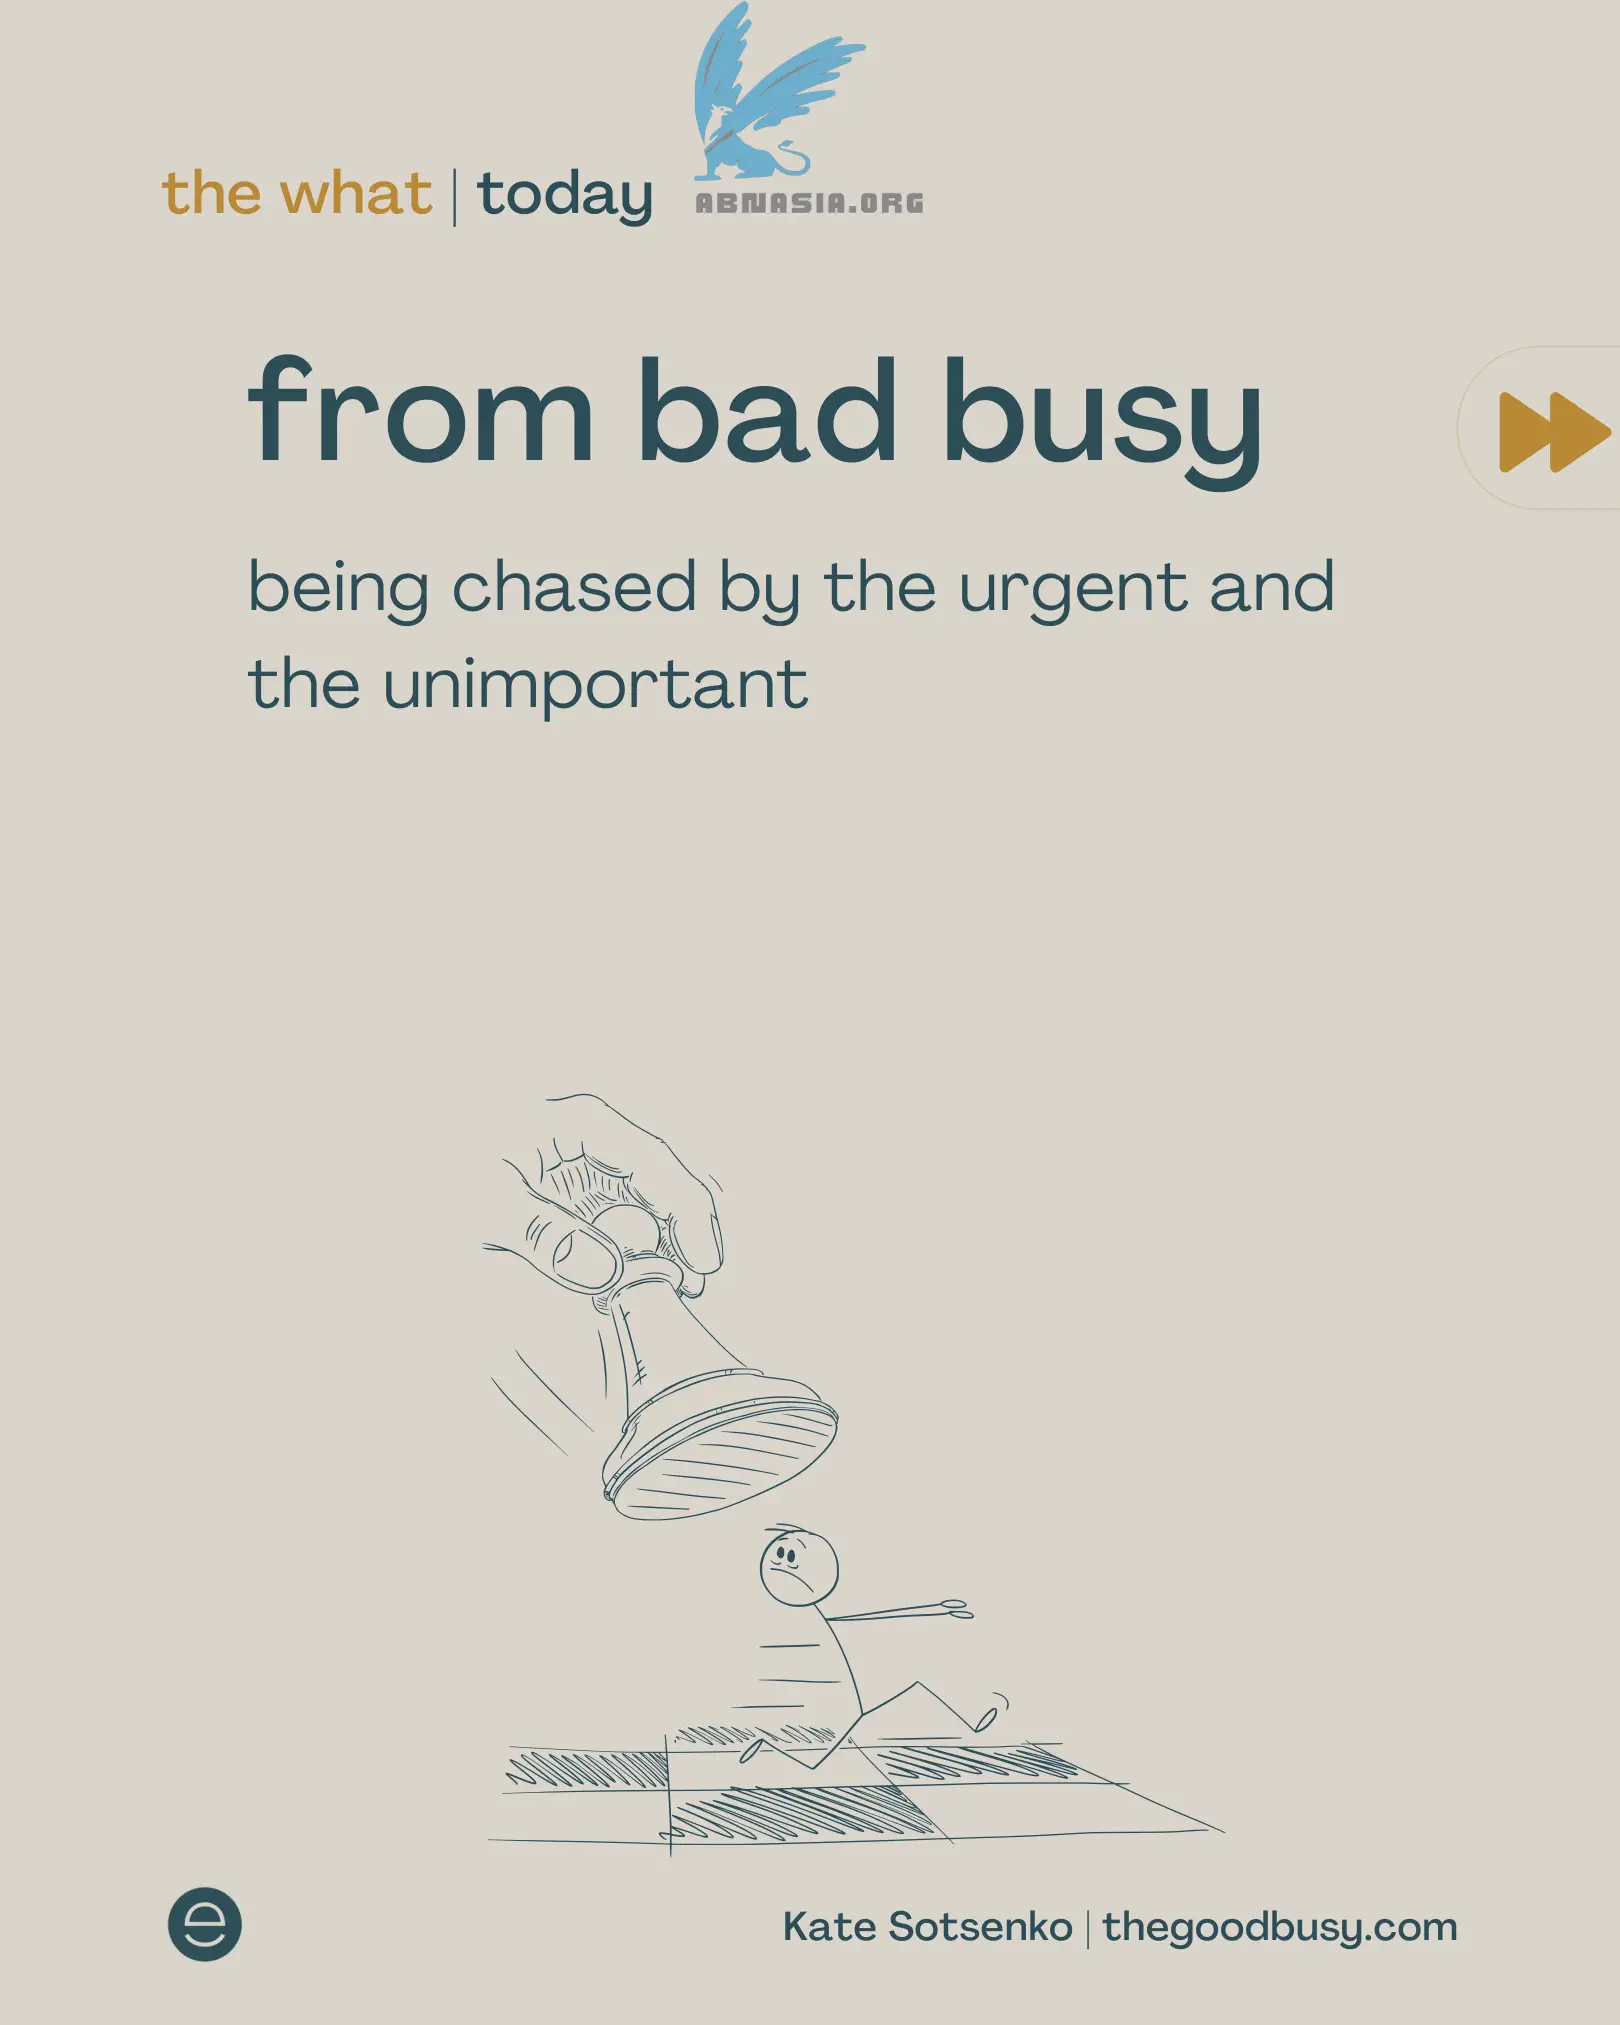 the what | today
ABNASIA.ORG
from bad busy
being chased by the urgent and
the unimportant
e
Kate Sotsenko | thegoodbusy.com